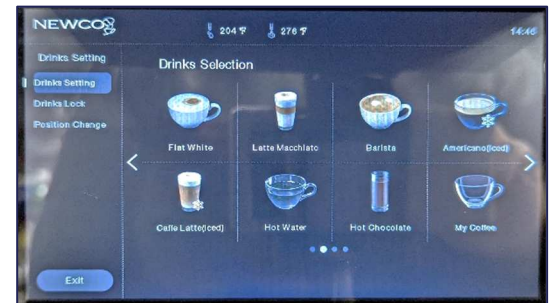 NEWCO
204 °F 276 °F 14:46
Drinks Setting
Drinks Setting
Drinks Lock
Position Change
Exit
Drinks Selection
Flat White Latte Macchiato Barista Americano(Iced)
Caffe Latte(Iced) Hot Water Hot Chocolate My Coffee